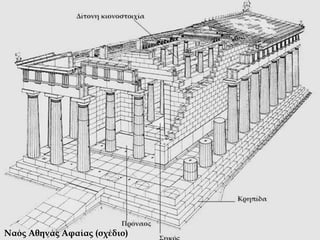 Δίτονη κιονοστοιχία
Κρηπίδα
Πρόναος
Ναός Αθηνάς Αφαίας (σχέδιο)
Σηκός